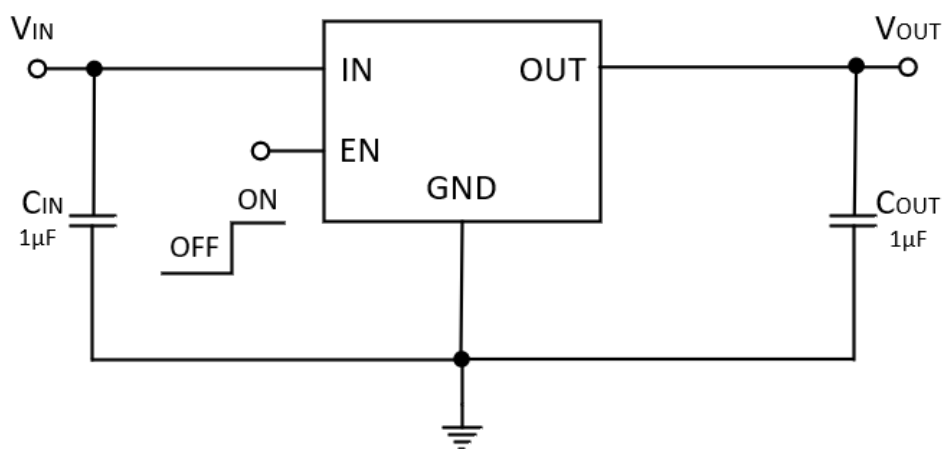 VIN
VOUT
IN
OUT
EN
GND
ON
OFF
CIN
1μF
COUT
1μF